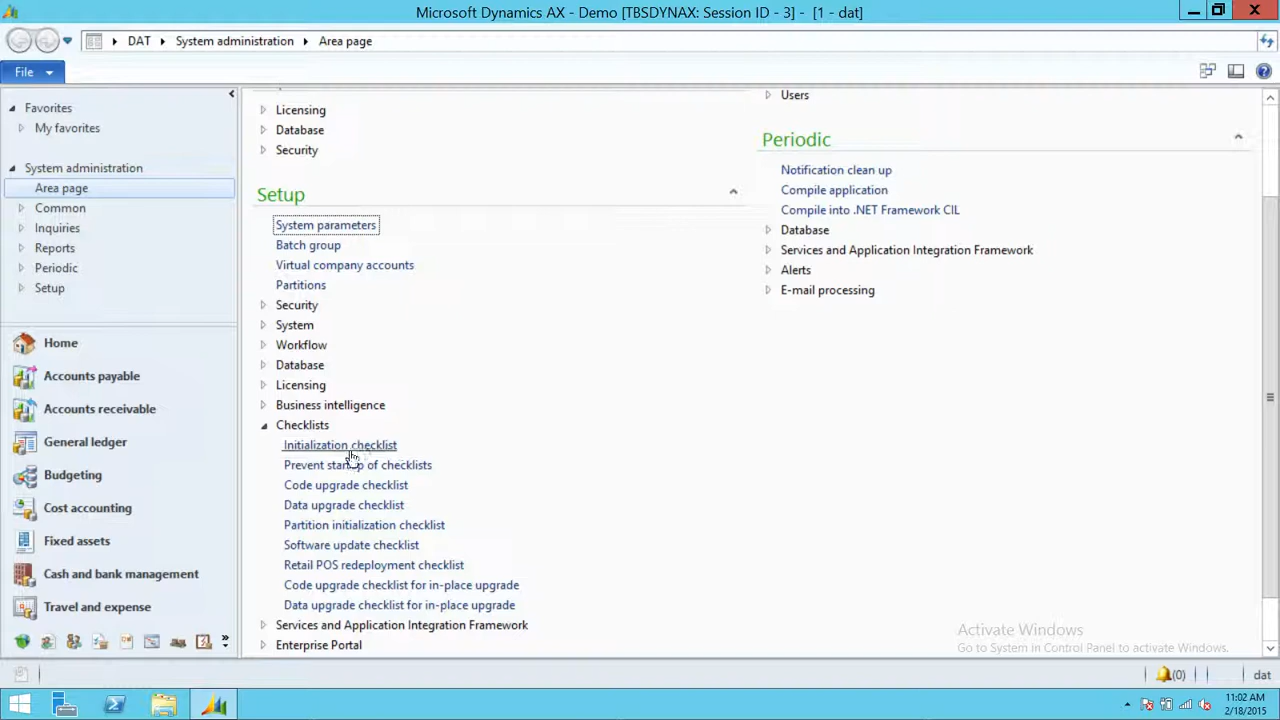 Microsoft Dynamics AX - Demo [TBSDYNAX: Session ID - 3] - [1 - dat]
DAT
System administration
Area page
File
Favorites
My favorites
System administration
Area page
Common
Inquiries
Reports
Periodic
Setup
Home
Accounts payable
Accounts receivable
General ledger
Budgeting
Cost accounting
Fixed assets
Cash and bank management
Travel and expense
Licensing
Database
Security
Setup
System parameters
Batch group
Virtual company accounts
Partitions
Security
System
Workflow
Database
Licensing
Business intelligence
Checklists
Initialization checklist
Prevent startup of checklists
Code upgrade checklist
Data upgrade checklist
Partition initialization checklist
Software update checklist
Retail POS redeployment checklist
Code upgrade checklist for in-place upgrade
Data upgrade checklist for in-place upgrade
Services and Application Integration Framework
Enterprise Portal
Users
Periodic
Notification clean up
Compile application
Compile into .NET Framework CIL
Database
Services and Application Integration Framework
Alerts
E-mail processing
Activate Windows
Go to System in Control Panel to activate Windows.
(0)
dat
11:02 AM
2/18/2015